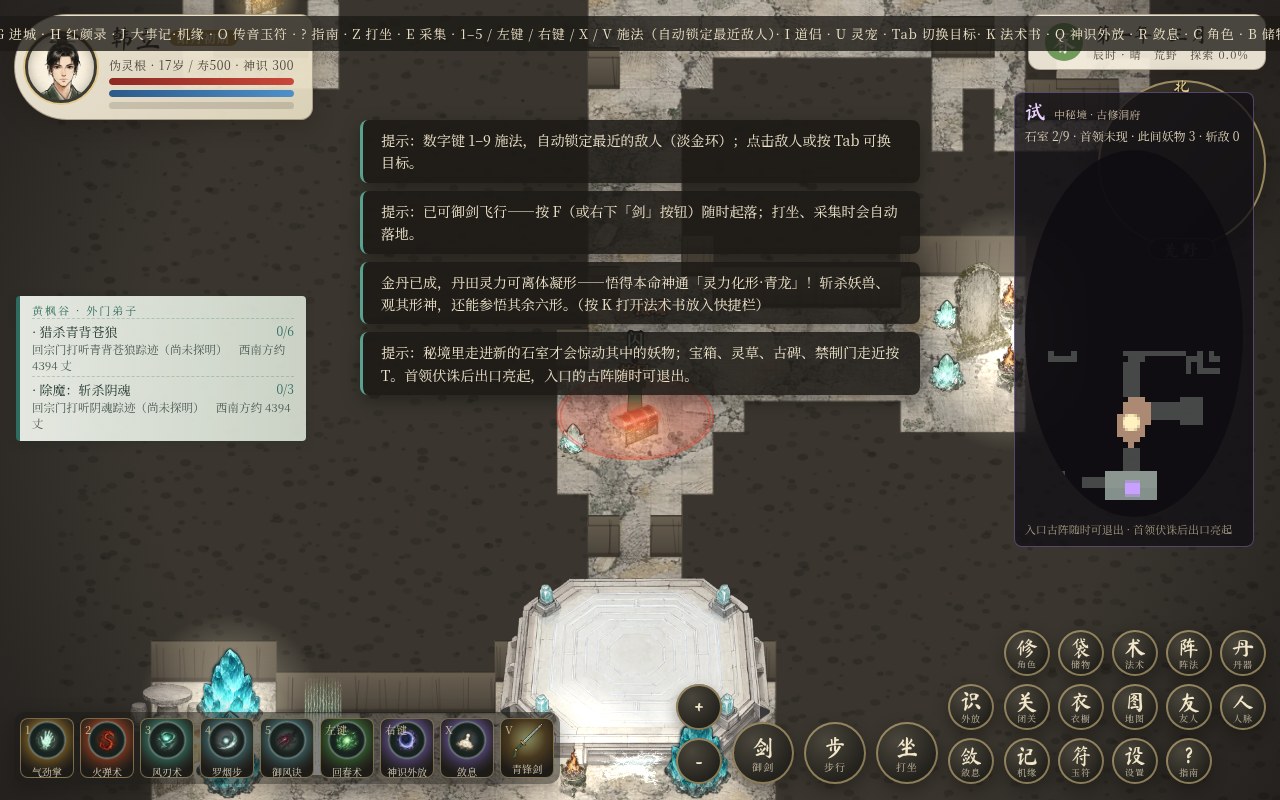 进城 · H 红颜录 · J 大事记·机缘 · O 传音玉符 · ? 指南 · Z 打坐 · E 采集 · 1–5 / 左键 / 右键 / X / V 施法（自动锁定最近敌人）· I 道侣 · U 灵宠 · Tab 切换目标· K 法术书 · Q 神识外放 · R 敛息 · C 角色 · B 储
伪灵根 · 17岁 / 寿500 · 神识 300
辰时 · 晴 荒野 探索 0.0%
北
试 中秘境 · 古修洞府
石室 2/9 · 首领未现 · 此间妖物 3 · 斩敌 0
提示：数字键 1–9 施法，自动锁定最近的敌人（淡金环）；点击敌人或按 Tab 可换
目标。
提示：已可御剑飞行——按 F（或右下「剑」按钮）随时起落；打坐、采集时会自动
落地。
金丹已成，丹田灵力可离体凝形——悟得本命神通「灵力化形·青龙」！斩杀妖兽、
观其形神，还能参悟其余六形。（按 K 打开法术书放入快捷栏）
提示：秘境里走进新的石室才会惊动其中的妖物；宝箱、灵草、古碑、禁制门走近按
T。首领伏诛后出口亮起，入口的古阵随时可退出。
黄枫谷 · 外门弟子
· 猎杀青背苍狼 0/6
回宗门打听青背苍狼踪迹（尚未探明） 西南方约
4394 丈
· 除魔：斩杀阴魂 0/3
回宗门打听阴魂踪迹（尚未探明） 西南方约 4394
丈
入口古阵随时可退出 · 首领伏诛后出口亮起
修 角色
袋 储物
术 法术
阵 阵法
丹 丹器
识 外放
关 闭关
衣 衣橱
图 地图
友 友人
人 人脉
敛 敛息
记 机缘
符 玉符
设 设置
? 指南
+
-
剑 御剑
步 步行
坐 打坐
1 气劲掌
2 火弹术
3 风刃术
4 罗烟步
5 御风诀
左键 回春术
右键 神识外放
X 敛息
V 青锋剑